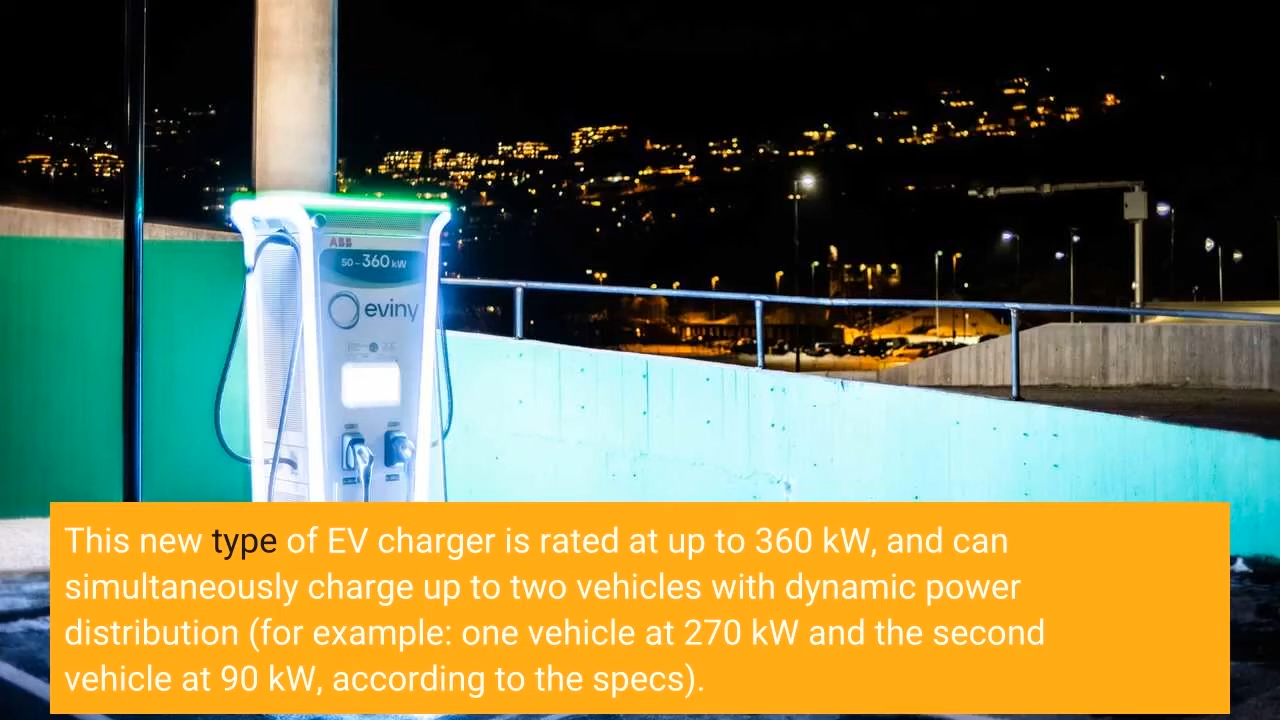 ABB
50 – 360 kW
eviny
This new type of EV charger is rated at up to 360 kW, and can
simultaneously charge up to two vehicles with dynamic power
distribution (for example: one vehicle at 270 kW and the second
vehicle at 90 kW, according to the specs).